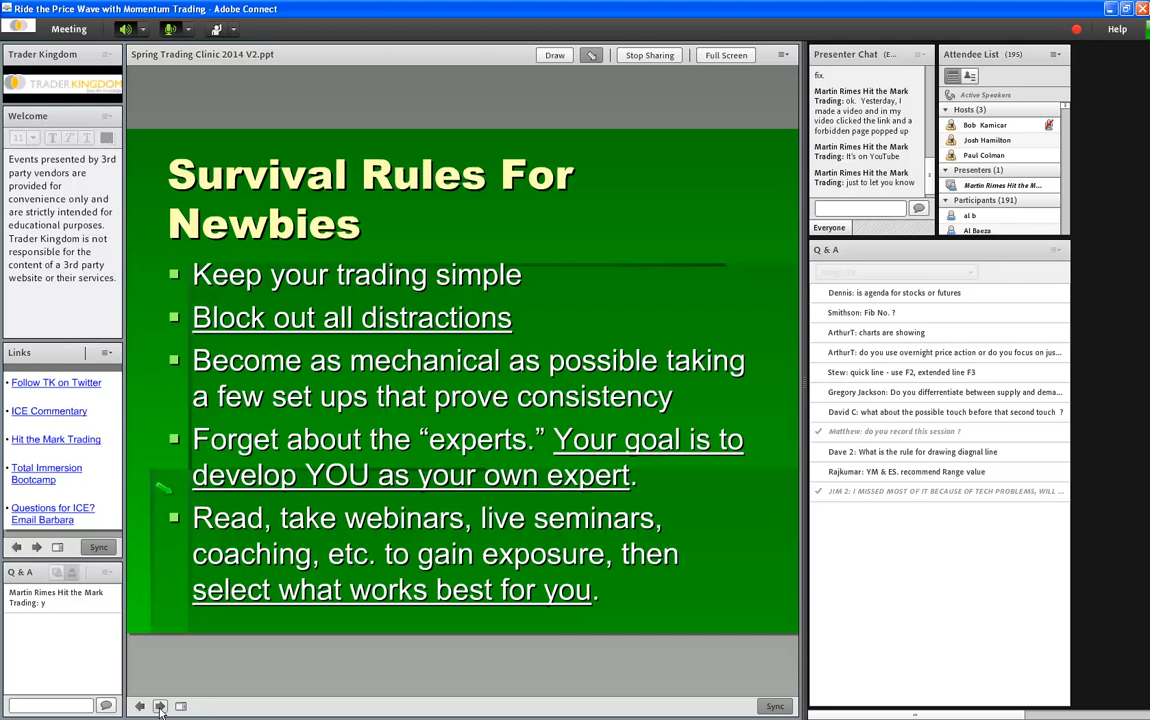 Ride the Price Wave with Momentum Trading - Adobe Connect
Meeting
Help
Trader Kingdom
TRADERKINGDOM
Welcome
11
Events presented by 3rd
party vendors are
provided for
convenience only and
are strictly intended for
educational purposes.
Trader Kingdom is not
responsible for the
content of a 3rd party
website or their services.
Links
• Follow TK on Twitter
• ICE Commentary
• Hit the Mark Trading
• Total Immersion
Bootcamp
• Questions for ICE?
Email Barbara
Sync
Q & A
Martin Rimes Hit the Mark
Trading: y
Spring Trading Clinic 2014 V2.ppt
Draw
Stop Sharing
Full Screen
Survival Rules For
Newbies
Keep your trading simple
Block out all distractions
Become as mechanical as possible taking
a few set ups that prove consistency
Forget about the “experts.” Your goal is to
develop YOU as your own expert.
Read, take webinars, live seminars,
coaching, etc. to gain exposure, then
select what works best for you.
Sync
Presenter Chat (E...
fix.
Martin Rimes Hit the Mark
Trading: ok. Yesterday, I
made a video and in my
video clicked the link and a
forbidden page popped up
Martin Rimes Hit the Mark
Trading: It's on YouTube
Martin Rimes Hit the Mark
Trading: just to let you know
Everyone
Attendee List (195)
Active Speakers
Hosts (3)
Bob Kamicar
Josh Hamilton
Paul Colman
Presenters (1)
Martin Rimes Hit the M...
Participants (191)
al b
Al Baeza
Q & A
Dennis: is agenda for stocks or futures
Smithson: Fib No. ?
ArthurT: charts are showing
ArthurT: do you use overnight price action or do you focus on jus...
Stew: quick line - use F2, extended line F3
Gregory Jackson: Do you differentiate between supply and dema...
David C: what about the possible touch before that second touch ?
Matthew: do you record this session ?
Dave 2: What is the rule for drawing diagnal line
Rajkumar: YM & ES. recommend Range value
JIM 2: I MISSED MOST OF IT BECAUSE OF TECH PROBLEMS, WILL ...